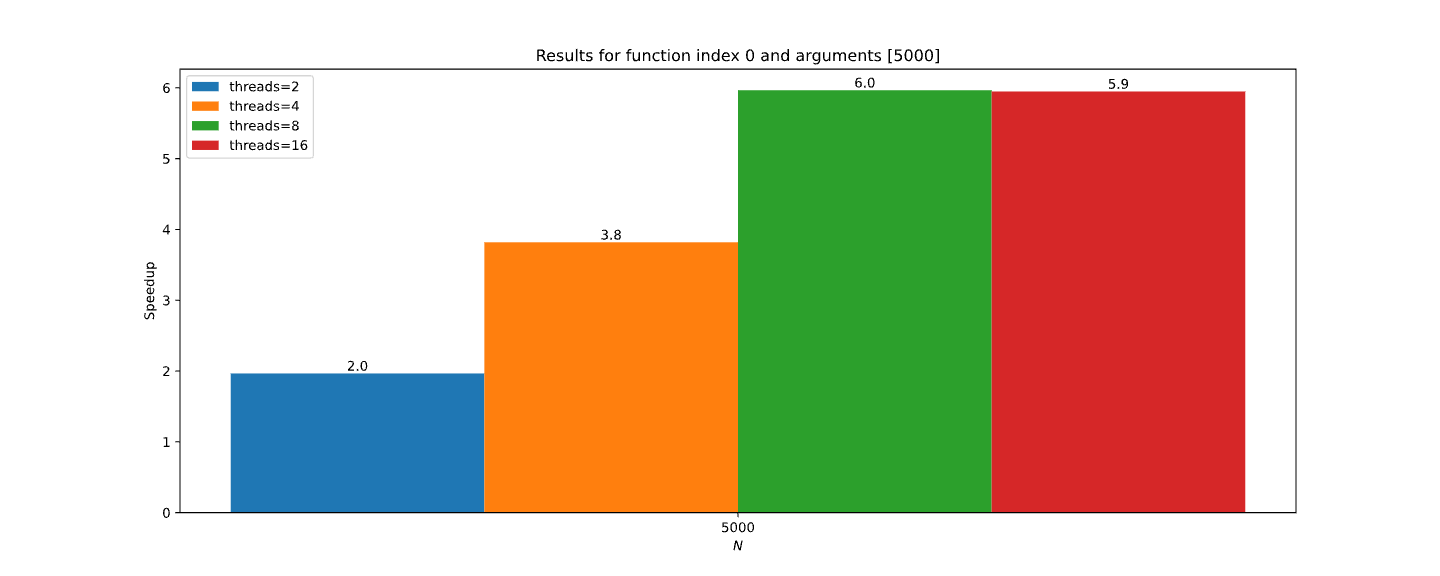 Results for function index 0 and arguments [5000]
threads=2
threads=4
threads=8
threads=16
6
5
4
3
2
1
0
Speedup
2.0
3.8
6.0
5.9
5000
N